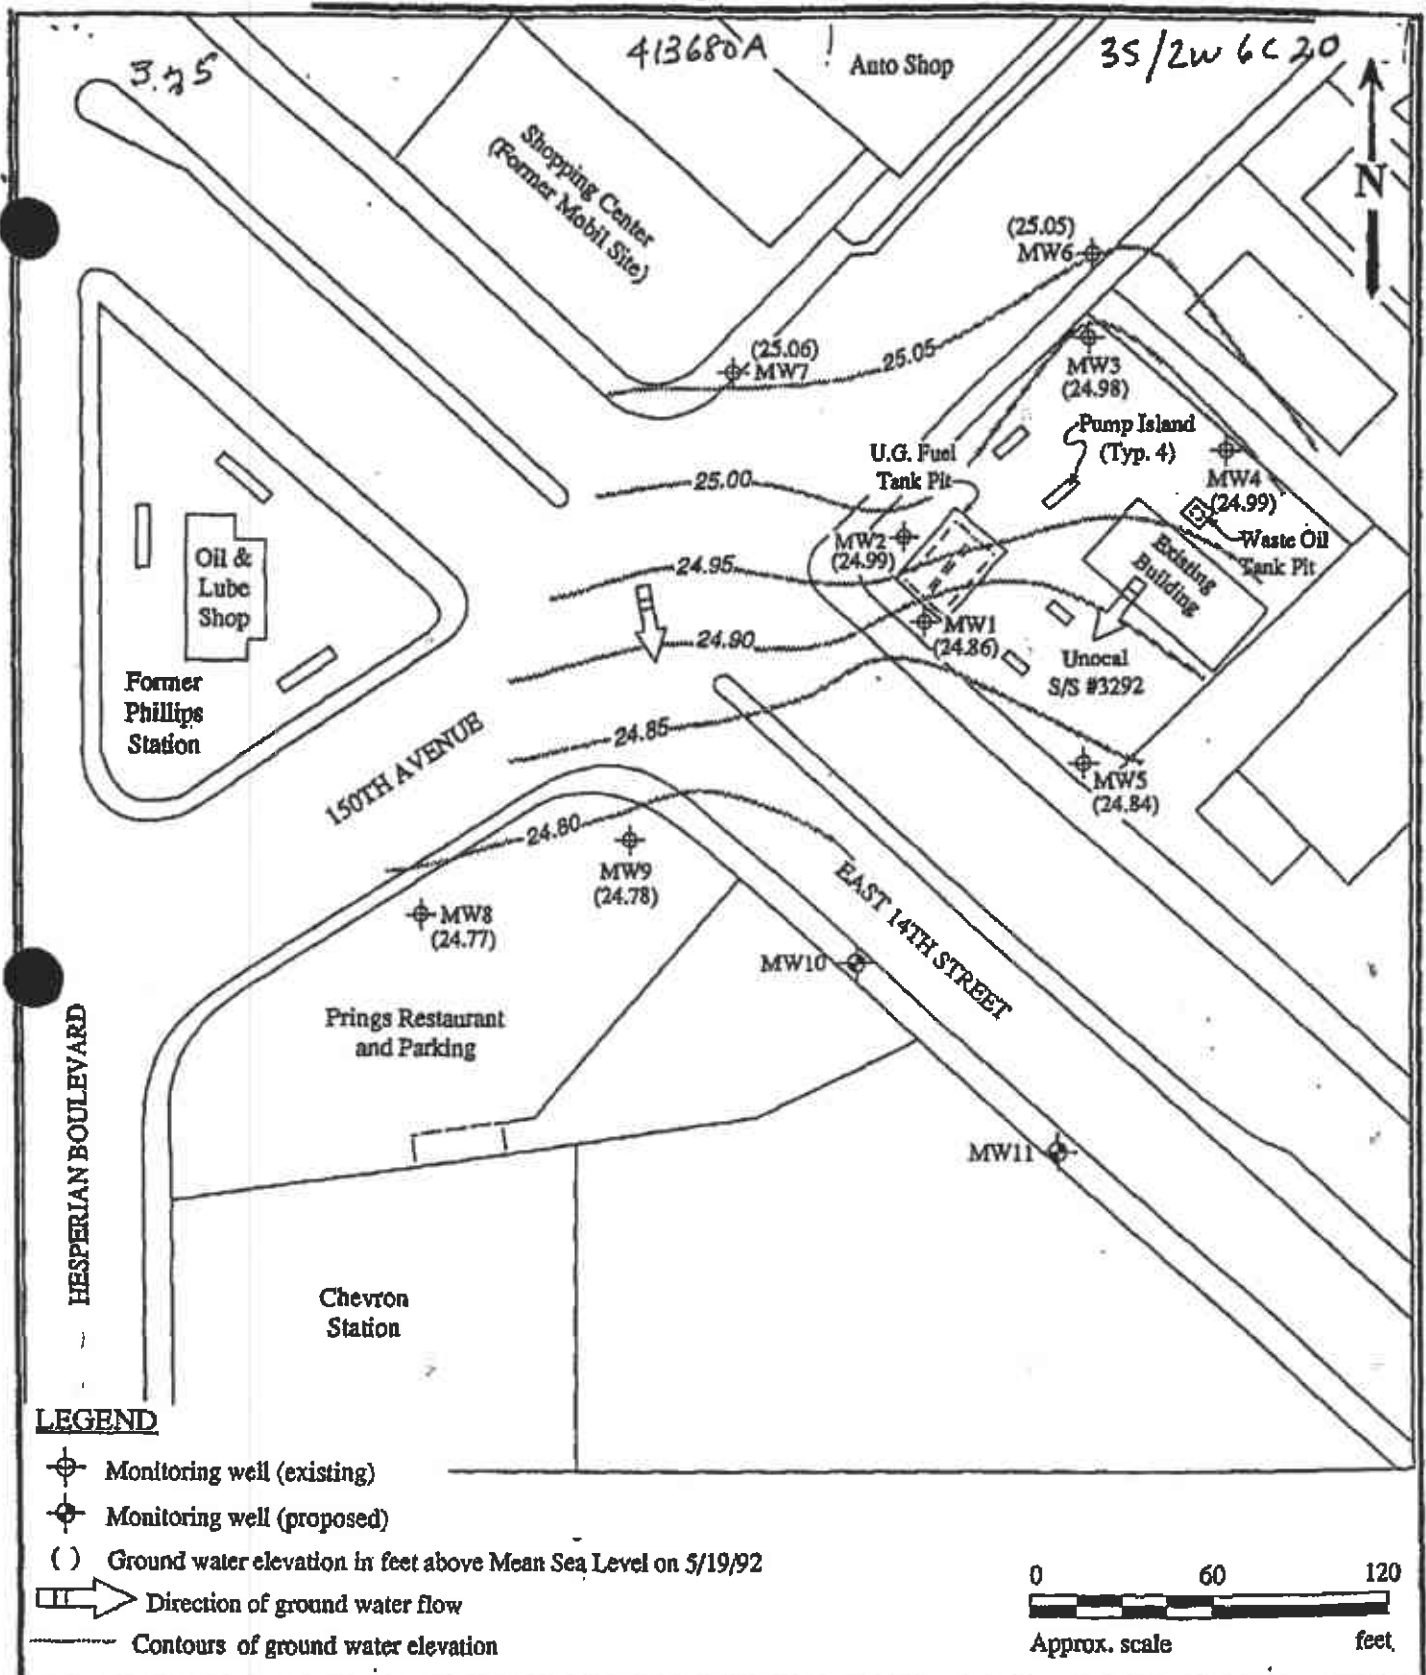 413680A
3S/2W 6C 20
Auto Shop
N
Shopping Center
(Former Mobil Site)
(25.05)
MW6
(25.06)
MW7
25.05
MW3
(24.98)
Pump Island
(Typ. 4)
U.G. Fuel
Tank Pit
MW4
(24.99)
25.00
MW2
(24.99)
Waste Oil
Tank Pit
Existing
Building
Oil &
Lube
Shop
24.95
24.90
MW1
(24.86)
Unocal
S/S #3292
Former
Phillips
Station
150TH AVENUE
24.85
MW5
(24.84)
24.80
MW9
(24.78)
MW8
(24.77)
EAST 14TH STREET
MW10
Prings Restaurant
and Parking
HESPERIAN BOULEVARD
MW11
Chevron
Station
LEGEND
Monitoring well (existing)
Monitoring well (proposed)
( ) Ground water elevation in feet above Mean Sea Level on 5/19/92
Direction of ground water flow
Contours of ground water elevation
0 60 120
Approx. scale feet